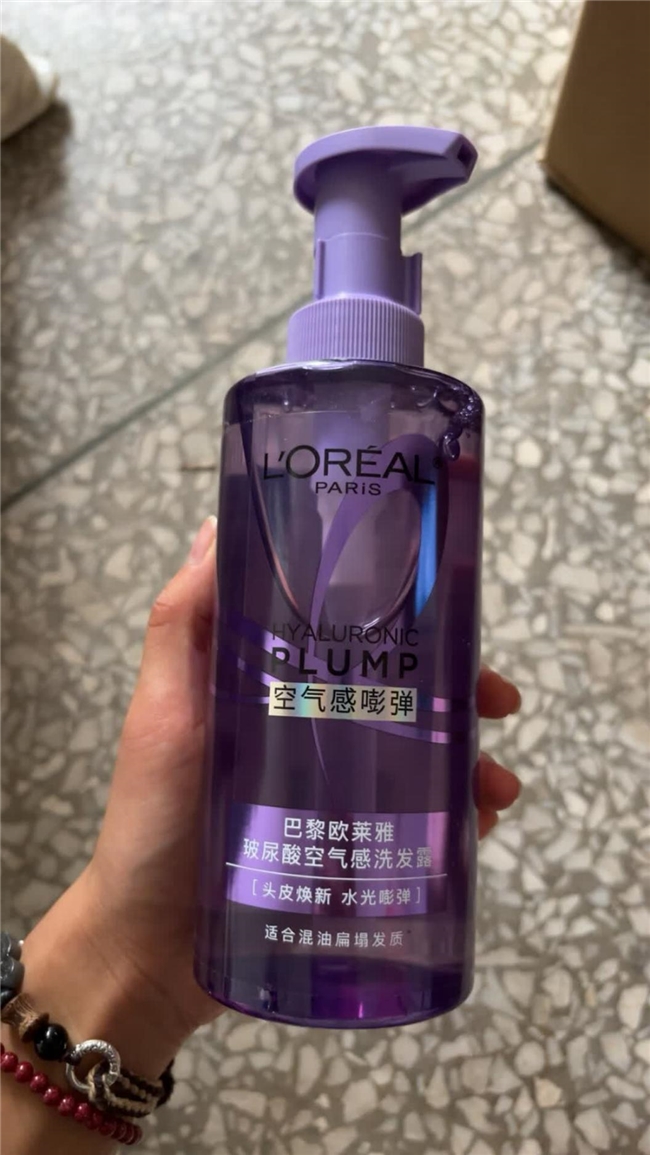 L'ORÉAL®
PARiS
HYALURONIC
PLUMP
空气感嘭弹
巴黎欧莱雅
玻尿酸空气感洗发露
[头皮焕新 水光嘭弹]
适合混油扁塌发质